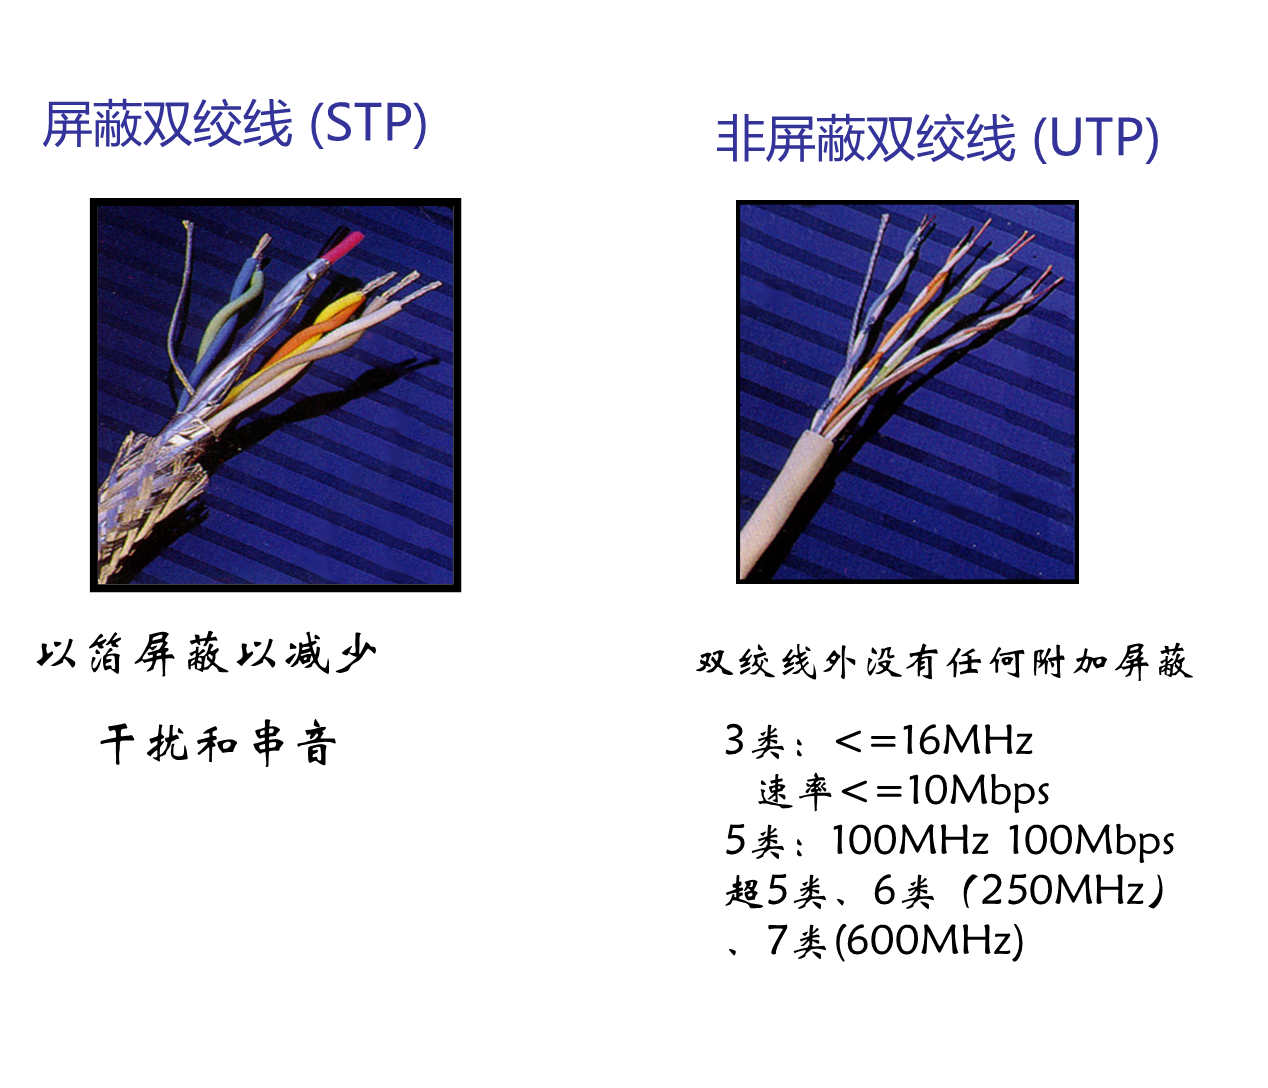 屏蔽双绞线 (STP)
以箔屏蔽以减少
干扰和串音
非屏蔽双绞线 (UTP)
双绞线外没有任何附加屏蔽
3类：<=16MHz
速率<=10Mbps
5类：100MHz 100Mbps
超5类、6类（250MHz）
、7类(600MHz)